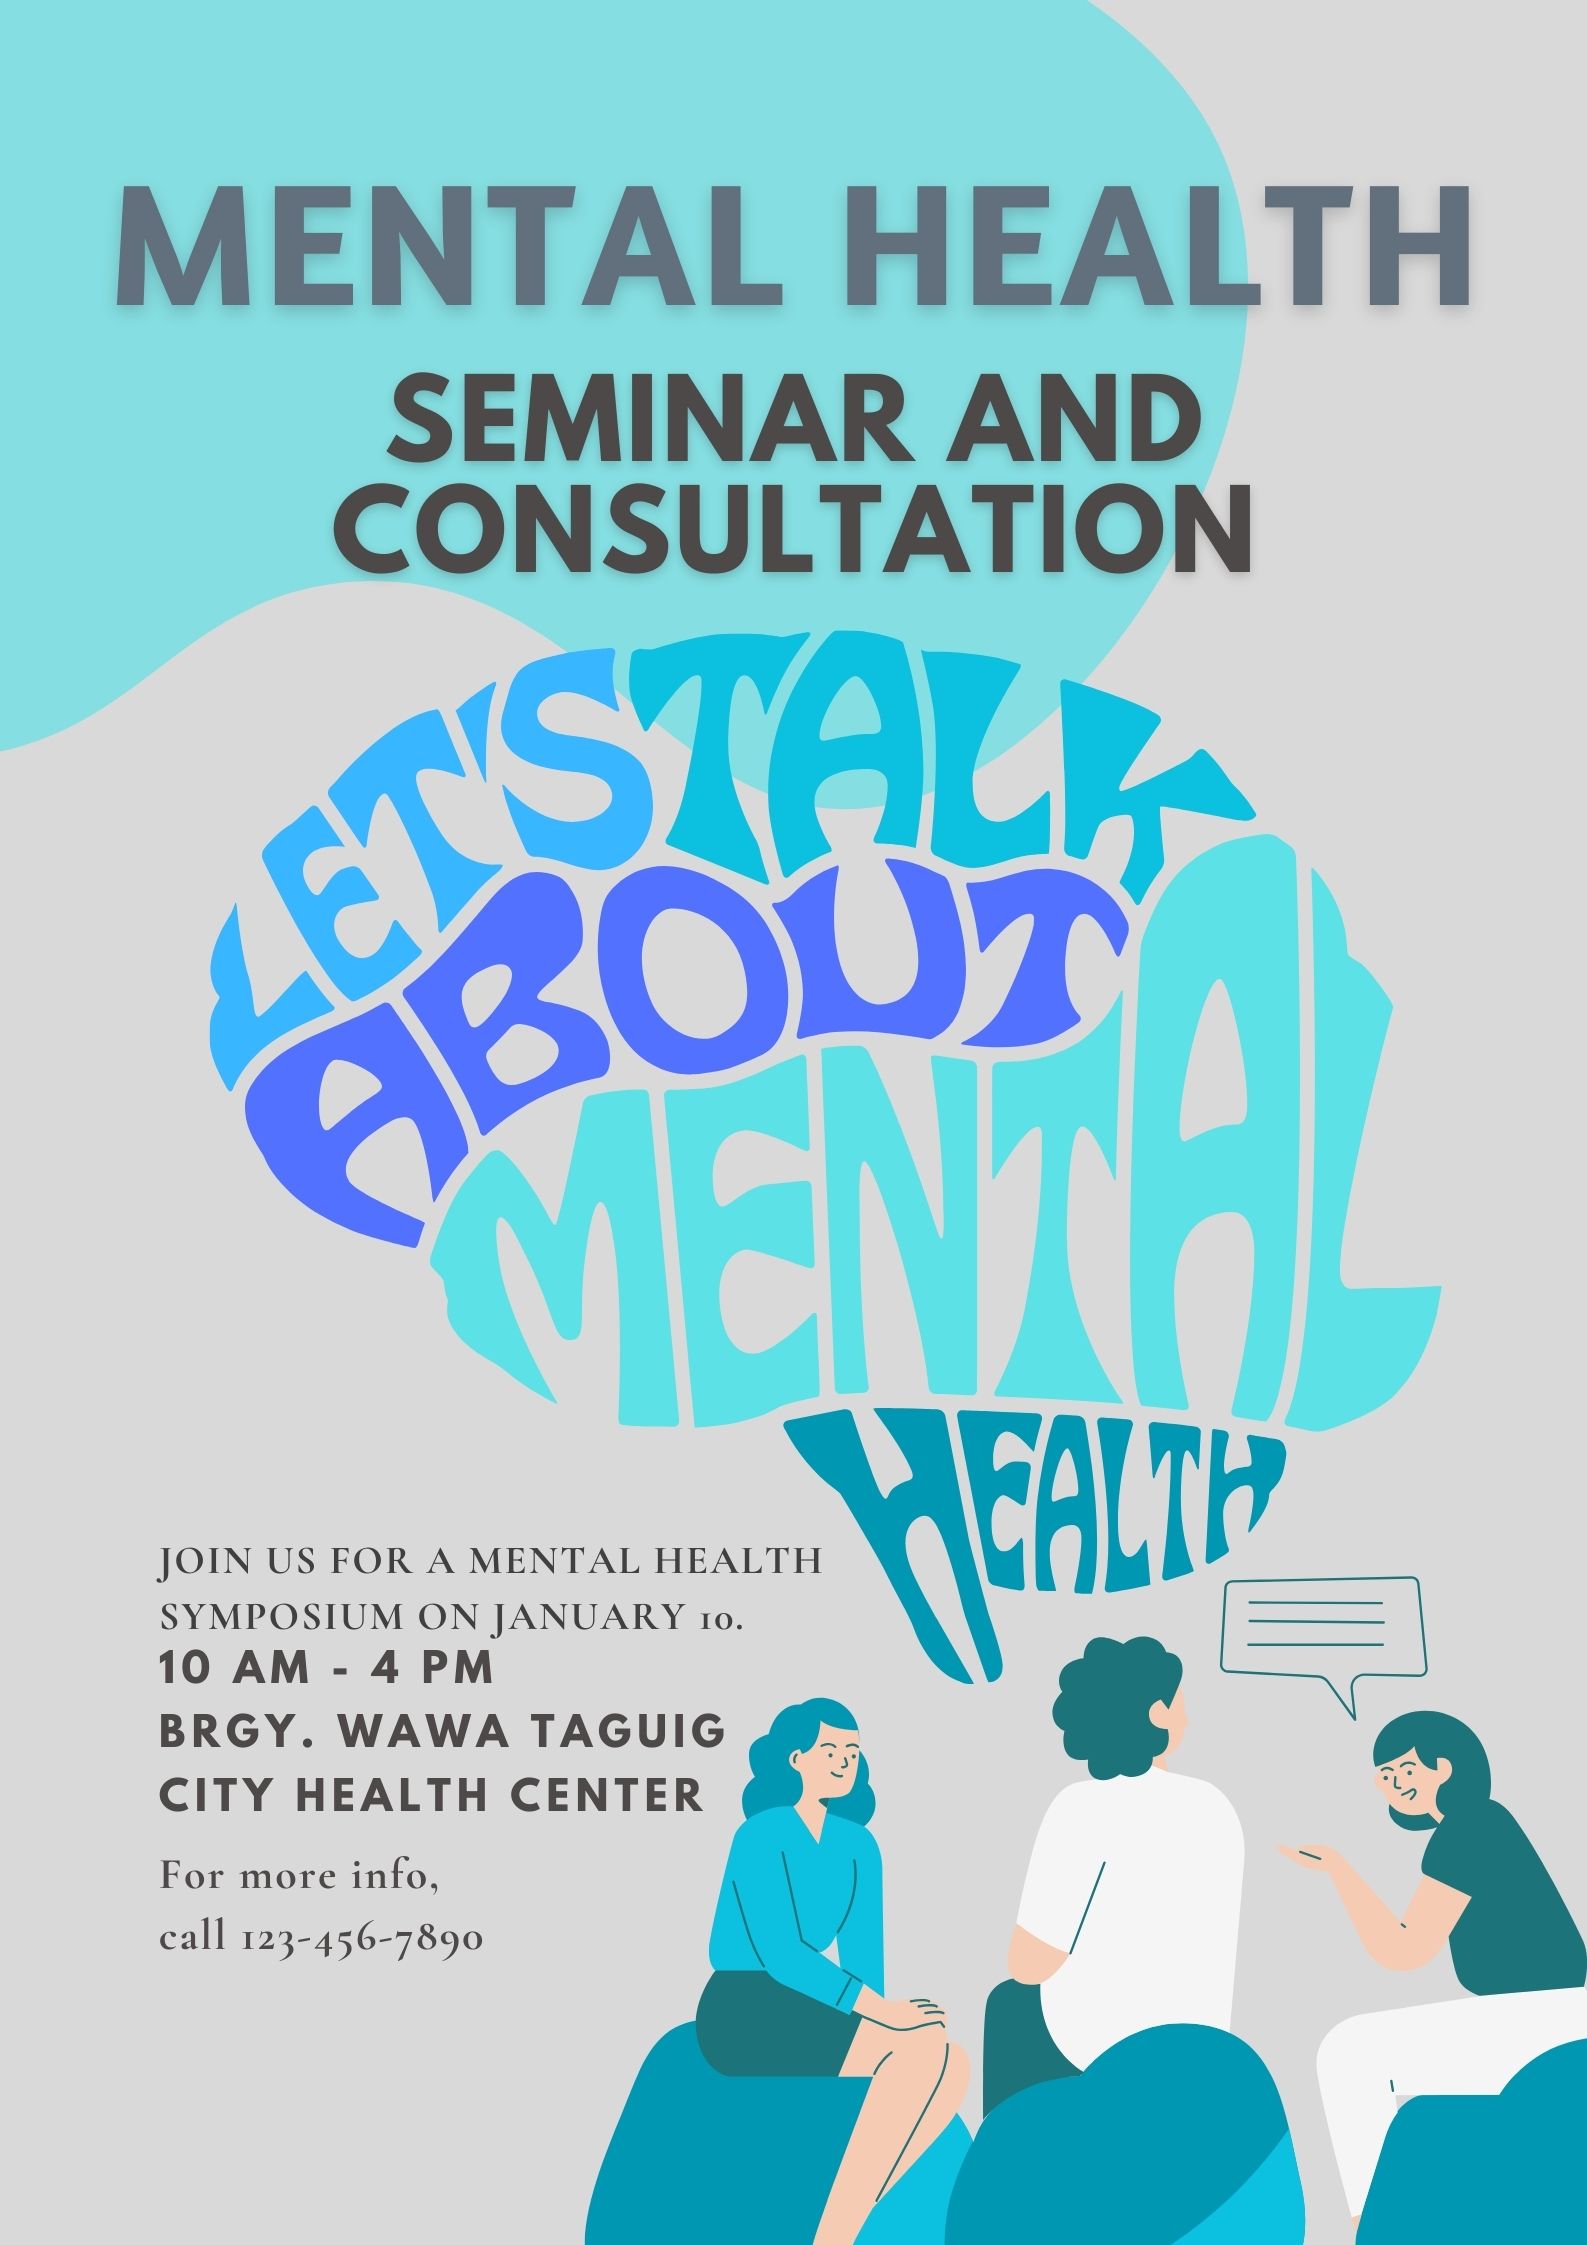 MENTAL HEALTH
SEMINAR AND
CONSULTATION
LET'S TALK
ABOUT
MENTAL
HEALTH
JOIN US FOR A MENTAL HEALTH
SYMPOSIUM ON JANUARY 10.
10 AM - 4 PM
BRGY. WAWA TAGUIG
CITY HEALTH CENTER
For more info,
call 123-456-7890